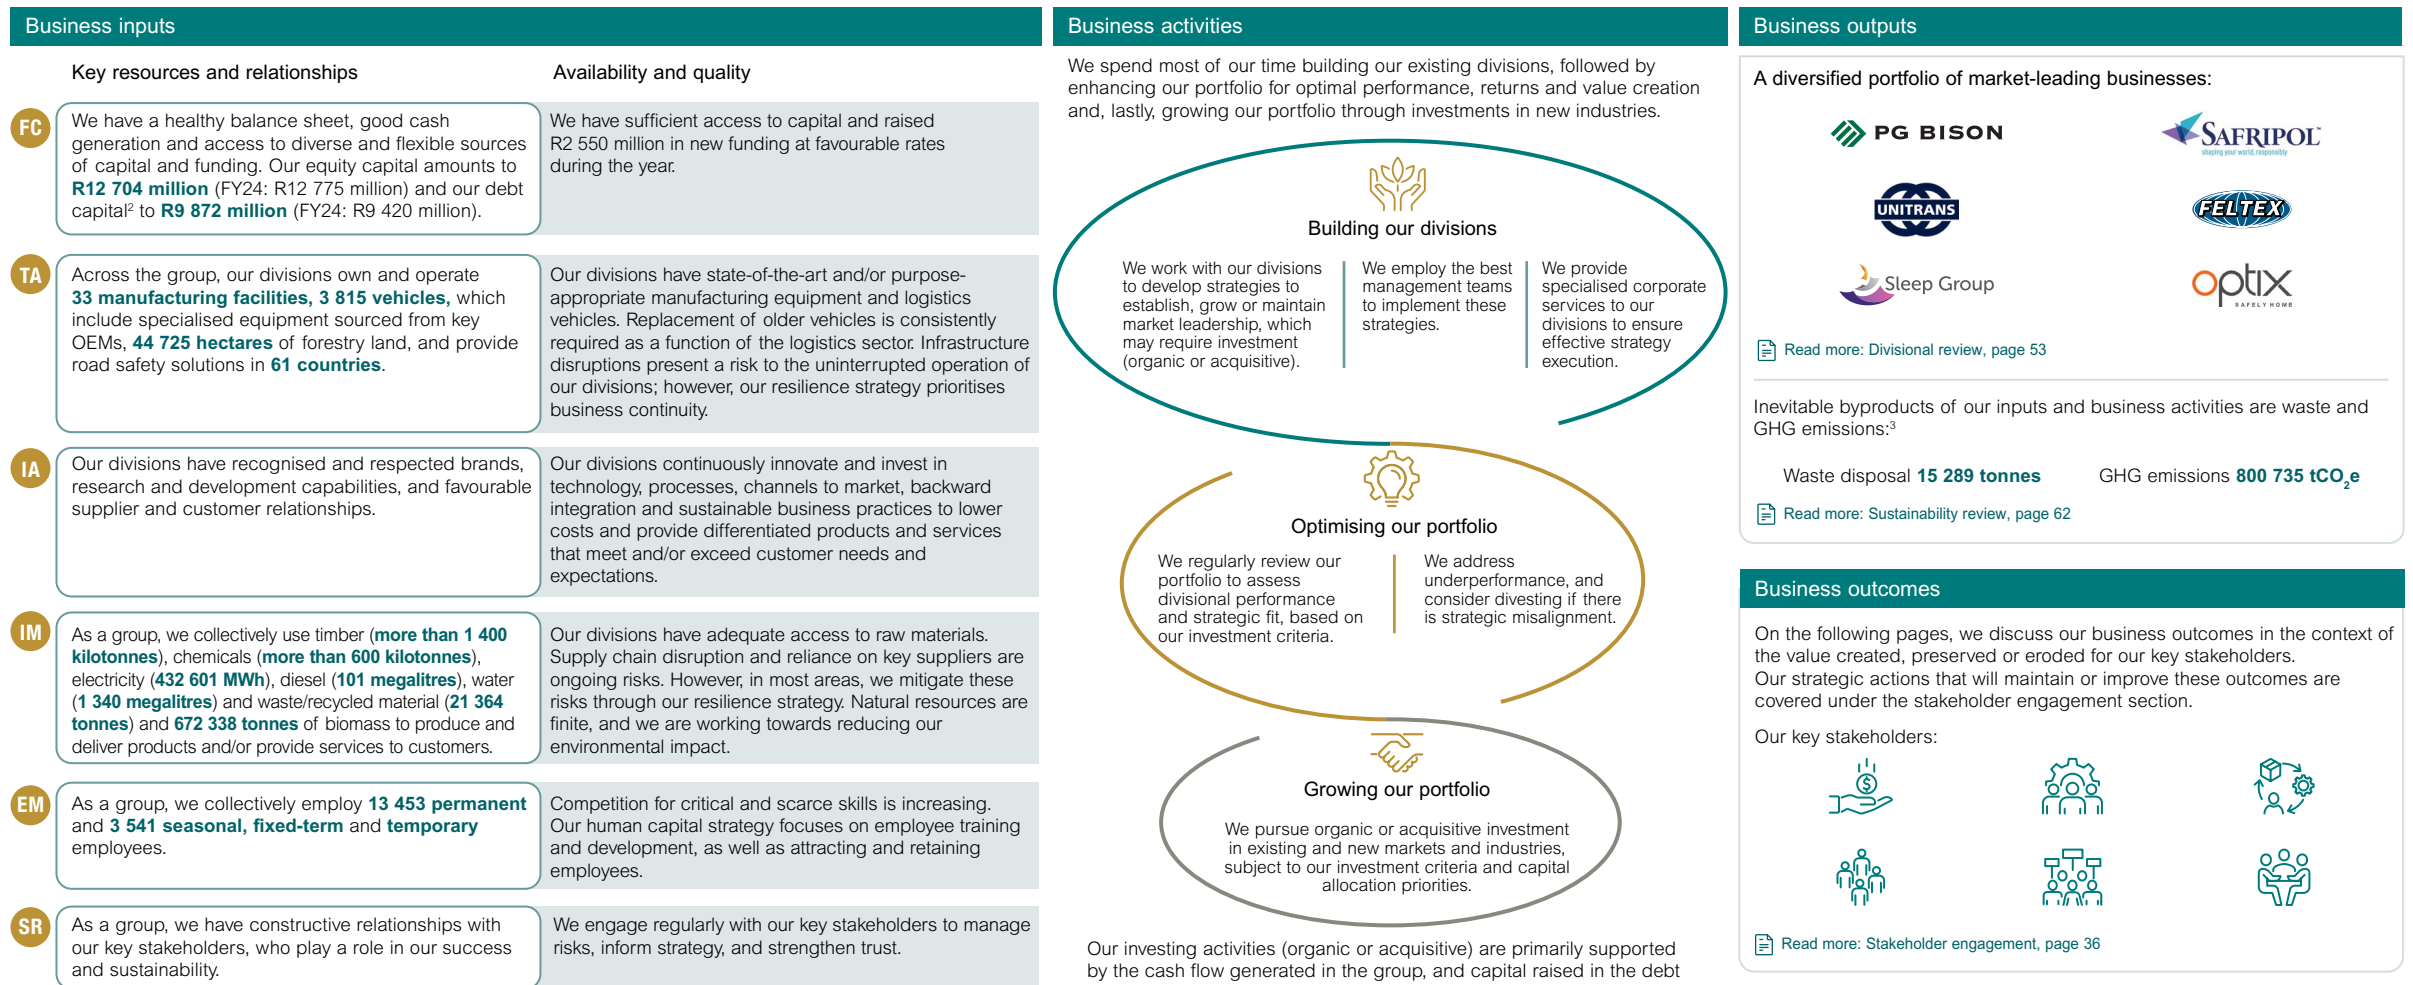 Business inputs
Key resources and relationships
Availability and quality
FC
We have a healthy balance sheet, good cash
generation and access to diverse and flexible sources
of capital and funding. Our equity capital amounts to
R12 704 million (FY24: R12 775 million) and our debt
capital² to R9 872 million (FY24: R9 420 million).
We have sufficient access to capital and raised
R2 550 million in new funding at favourable rates
during the year.
TA
Across the group, our divisions own and operate
33 manufacturing facilities, 3 815 vehicles, which
include specialised equipment sourced from key
OEMs, 44 725 hectares of forestry land, and provide
road safety solutions in 61 countries.
Our divisions have state-of-the-art and/or purpose-
appropriate manufacturing equipment and logistics
vehicles. Replacement of older vehicles is consistently
required as a function of the logistics sector. Infrastructure
disruptions present a risk to the uninterrupted operation of
our divisions; however, our resilience strategy prioritises
business continuity.
IA
Our divisions have recognised and respected brands,
research and development capabilities, and favourable
supplier and customer relationships.
Our divisions continuously innovate and invest in
technology, processes, channels to market, backward
integration and sustainable business practices to lower
costs and provide differentiated products and services
that meet and/or exceed customer needs and
expectations.
IM
As a group, we collectively use timber (more than 1 400
kilotonnes), chemicals (more than 600 kilotonnes),
electricity (432 601 MWh), diesel (101 megalitres), water
(1 340 megalitres) and waste/recycled material (21 364
tonnes) and 672 338 tonnes of biomass to produce and
deliver products and/or provide services to customers.
Our divisions have adequate access to raw materials.
Supply chain disruption and reliance on key suppliers are
ongoing risks. However, in most areas, we mitigate these
risks through our resilience strategy. Natural resources are
finite, and we are working towards reducing our
environmental impact.
EM
As a group, we collectively employ 13 453 permanent
and 3 541 seasonal, fixed-term and temporary
employees.
Competition for critical and scarce skills is increasing.
Our human capital strategy focuses on employee training
and development, as well as attracting and retaining
employees.
SR
As a group, we have constructive relationships with
our key stakeholders, who play a role in our success
and sustainability.
We engage regularly with our key stakeholders to manage
risks, inform strategy, and strengthen trust.
Business activities
We spend most of our time building our existing divisions, followed by
enhancing our portfolio for optimal performance, returns and value creation
and, lastly, growing our portfolio through investments in new industries.
Building our divisions
We work with our divisions
to develop strategies to
establish, grow or maintain
market leadership, which
may require investment
(organic or acquisitive).
We employ the best
management teams
to implement these
strategies.
We provide
specialised corporate
services to our
divisions to ensure
effective strategy
execution.
Optimising our portfolio
We regularly review our
portfolio to assess
divisional performance
and strategic fit, based on
our investment criteria.
We address
underperformance, and
consider divesting if there
is strategic misalignment.
Growing our portfolio
We pursue organic or acquisitive investment
in existing and new markets and industries,
subject to our investment criteria and capital
allocation priorities.
Our investing activities (organic or acquisitive) are primarily supported
by the cash flow generated in the group, and capital raised in the debt
Business outputs
A diversified portfolio of market-leading businesses:
PG BISON
SAFRIPOL™
shaping your world, responsibly
UNITRANS
FELTEX
Sleep Group
optix
SAFELY HOME
Read more: Divisional review, page 53
Inevitable byproducts of our inputs and business activities are waste and
GHG emissions:³
Waste disposal 15 289 tonnes
GHG emissions 800 735 tCO₂e
Read more: Sustainability review, page 62
Business outcomes
On the following pages, we discuss our business outcomes in the context of
the value created, preserved or eroded for our key stakeholders.
Our strategic actions that will maintain or improve these outcomes are
covered under the stakeholder engagement section.
Our key stakeholders:
Read more: Stakeholder engagement, page 36